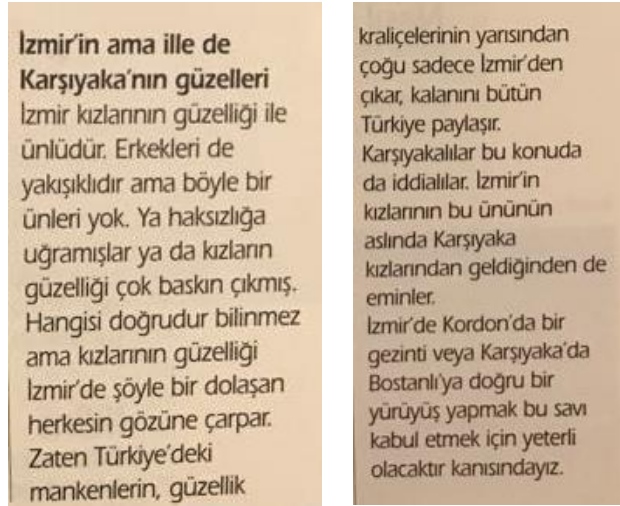 İzmir'in ama ille de
Karşıyaka'nın güzelleri
İzmir kızlarının güzelliği ile
ünlüdür. Erkekleri de
yakışıklıdır ama böyle bir
ünleri yok. Ya haksızlığa
uğramışlar ya da kızların
güzelliği çok baskın çıkmış.
Hangisi doğrudur bilinmez
ama kızlarının güzelliği
İzmir'de şöyle bir dolaşan
herkesin gözüne çarpar.
Zaten Türkiye'deki
mankenlerin, güzellik
kraliçelerinin yarısından
çoğu sadece İzmir'den
çıkar, kalanını bütün
Türkiye paylaşır.
Karşıyakalılar bu konuda
da iddialılar. İzmir'in
kızlarının bu ününün
aslında Karşıyaka
kızlarından geldiğinden de
eminler.
İzmir'de Kordon'da bir
gezinti veya Karşıyaka'da
Bostanlı'ya doğru bir
yürüyüş yapmak bu savı
kabul etmek için yeterli
olacaktır kanısındayız.